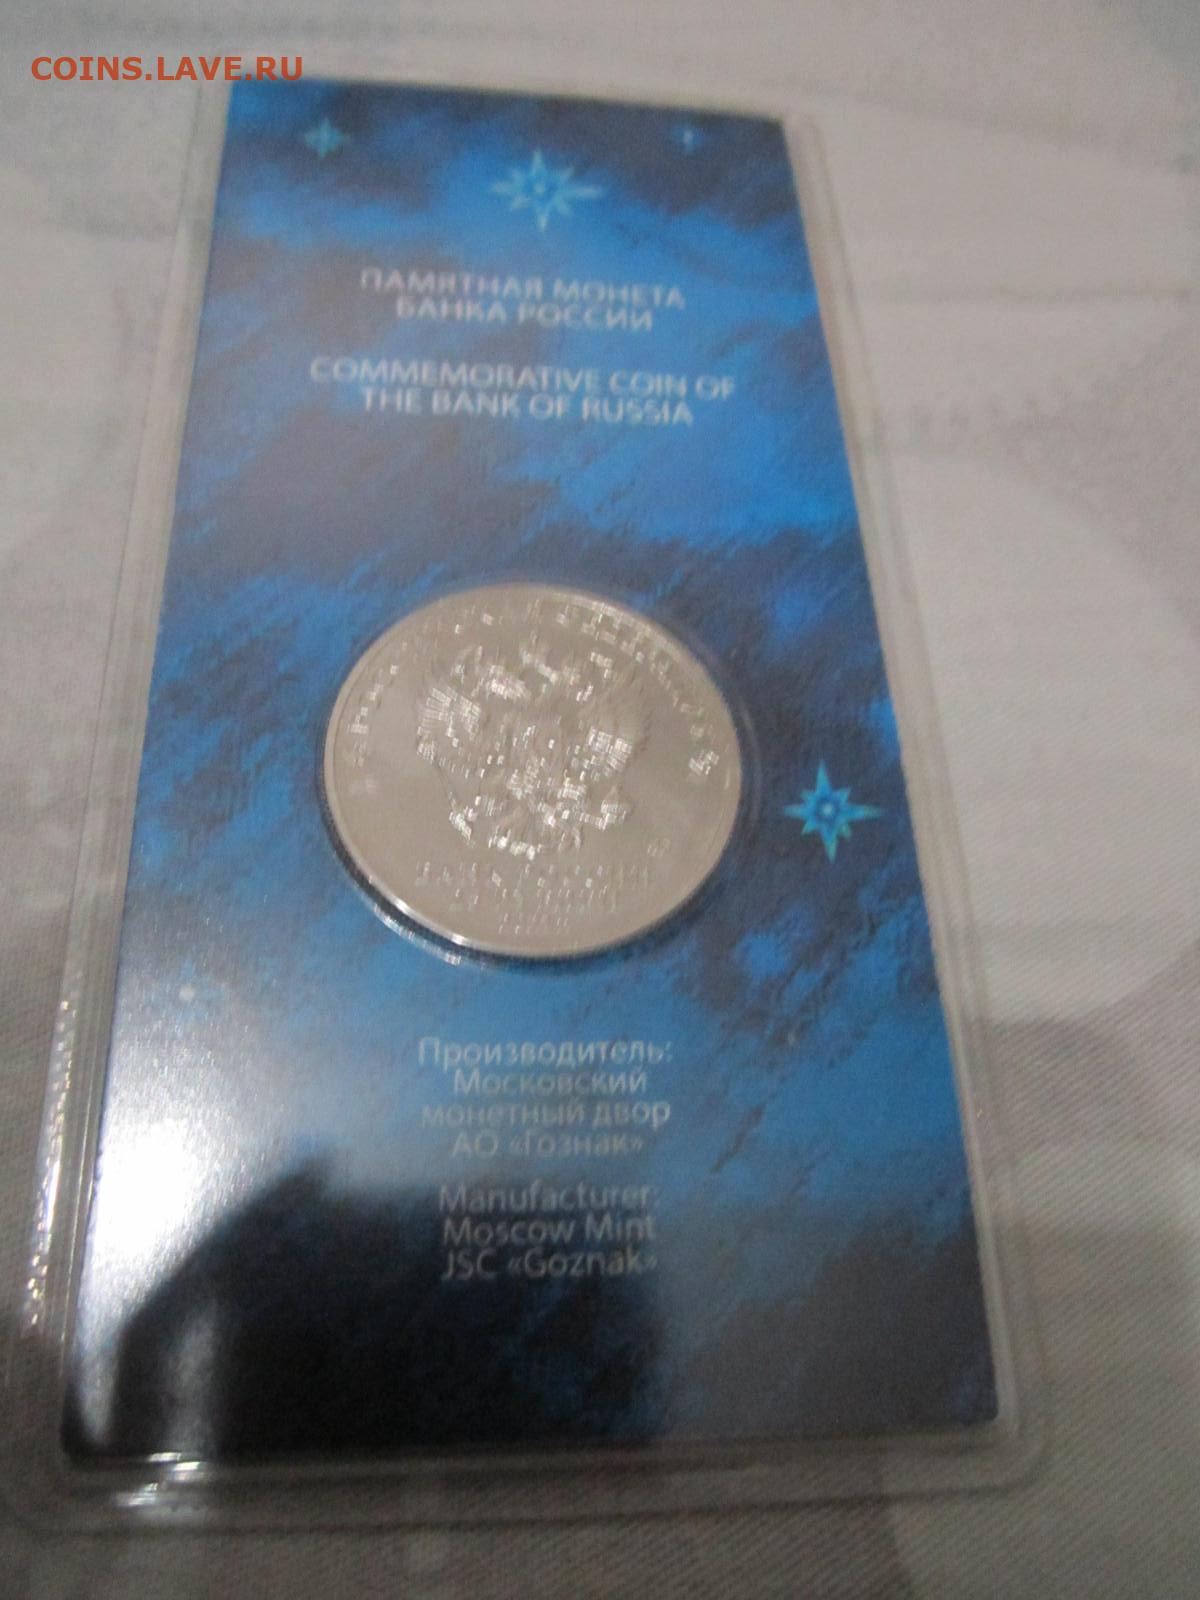 COINS.LAVE.RU
ПАМЯТНАЯ МОНЕТА
БАНКА РОССИИ
COMMEMORATIVE COIN OF
THE BANK OF RUSSIA
Производитель:
Московский
монетный двор
АО «Гознак»
Manufacturer:
Moscow Mint
JSC «Goznak»